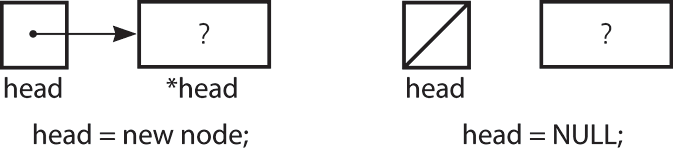 ? ?
head *head head
head = new node; head = NULL;